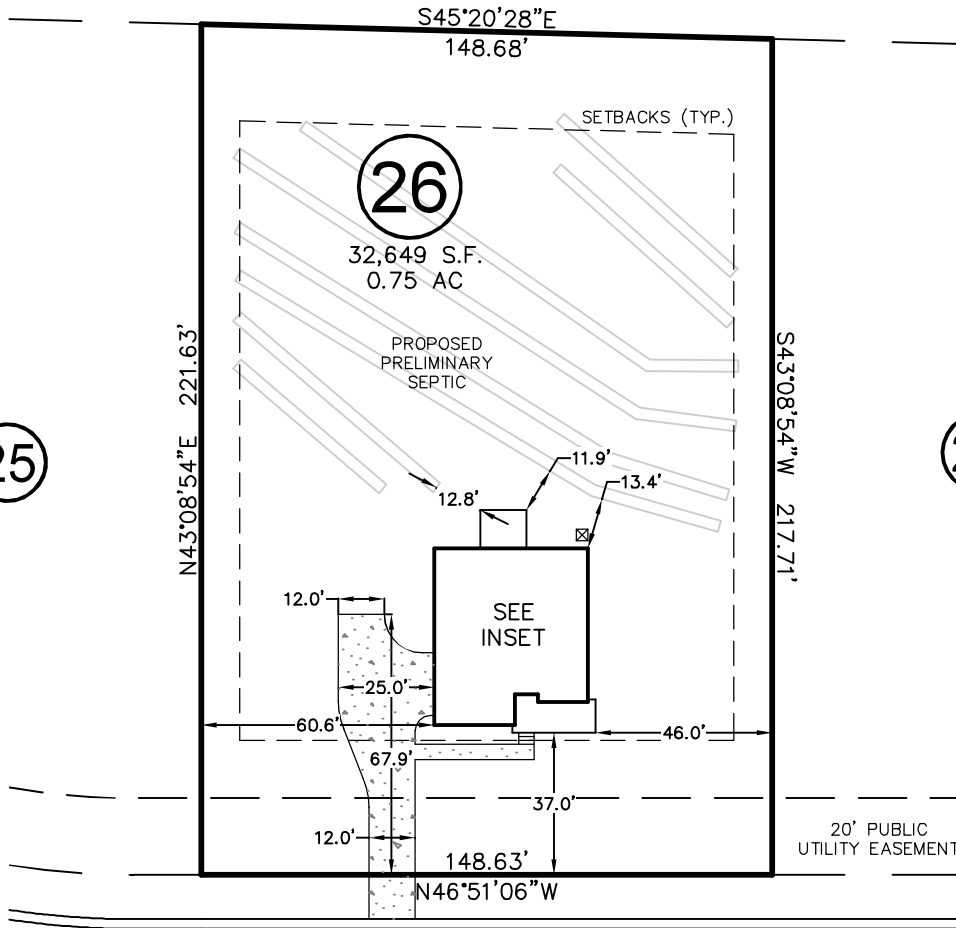 S45°20'28"E
148.68'
SETBACKS (TYP.)
26
32,649 S.F.
0.75 AC
PROPOSED
PRELIMINARY
SEPTIC
N43°08'54"E 221.63'
S43°08'54"W 217.71'
25
11.9'
13.4'
12.8'
12.0'
SEE
INSET
25.0'
60.6'
46.0'
67.9'
37.0'
12.0'
20' PUBLIC
UTILITY EASEMENT
148.63'
N46°51'06"W